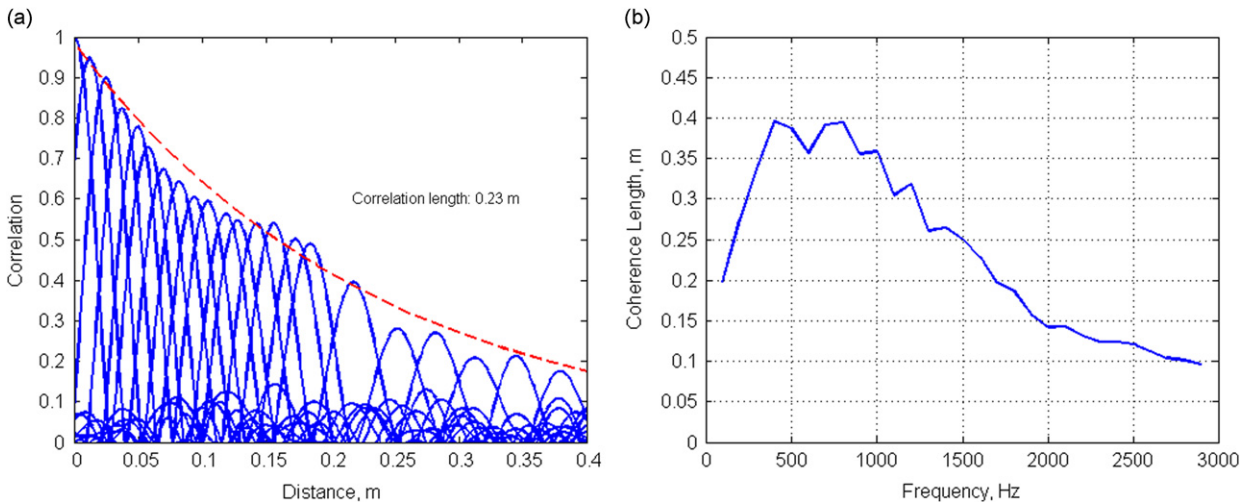 (a)
1
0.9
0.8
0.7
0.6
0.5
0.4
0.3
0.2
0.1
0
Correlation
Correlation length: 0.23 m
0 0.05 0.1 0.15 0.2 0.25 0.3 0.35 0.4
Distance, m
(b)
0.5
0.45
0.4
0.35
0.3
0.25
0.2
0.15
0.1
0.05
0
Coherence Length, m
0 500 1000 1500 2000 2500 3000
Frequency, Hz